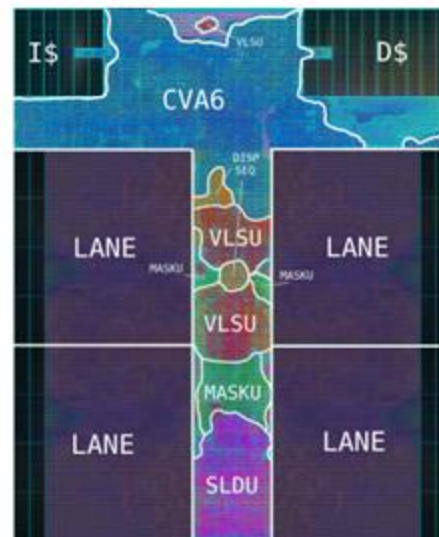 I$
D$
VLSU
CVA6
DISP
SEQ
LANE
VLSU
LANE
MASKU
MASKU
VLSU
MASKU
LANE
LANE
SLDU